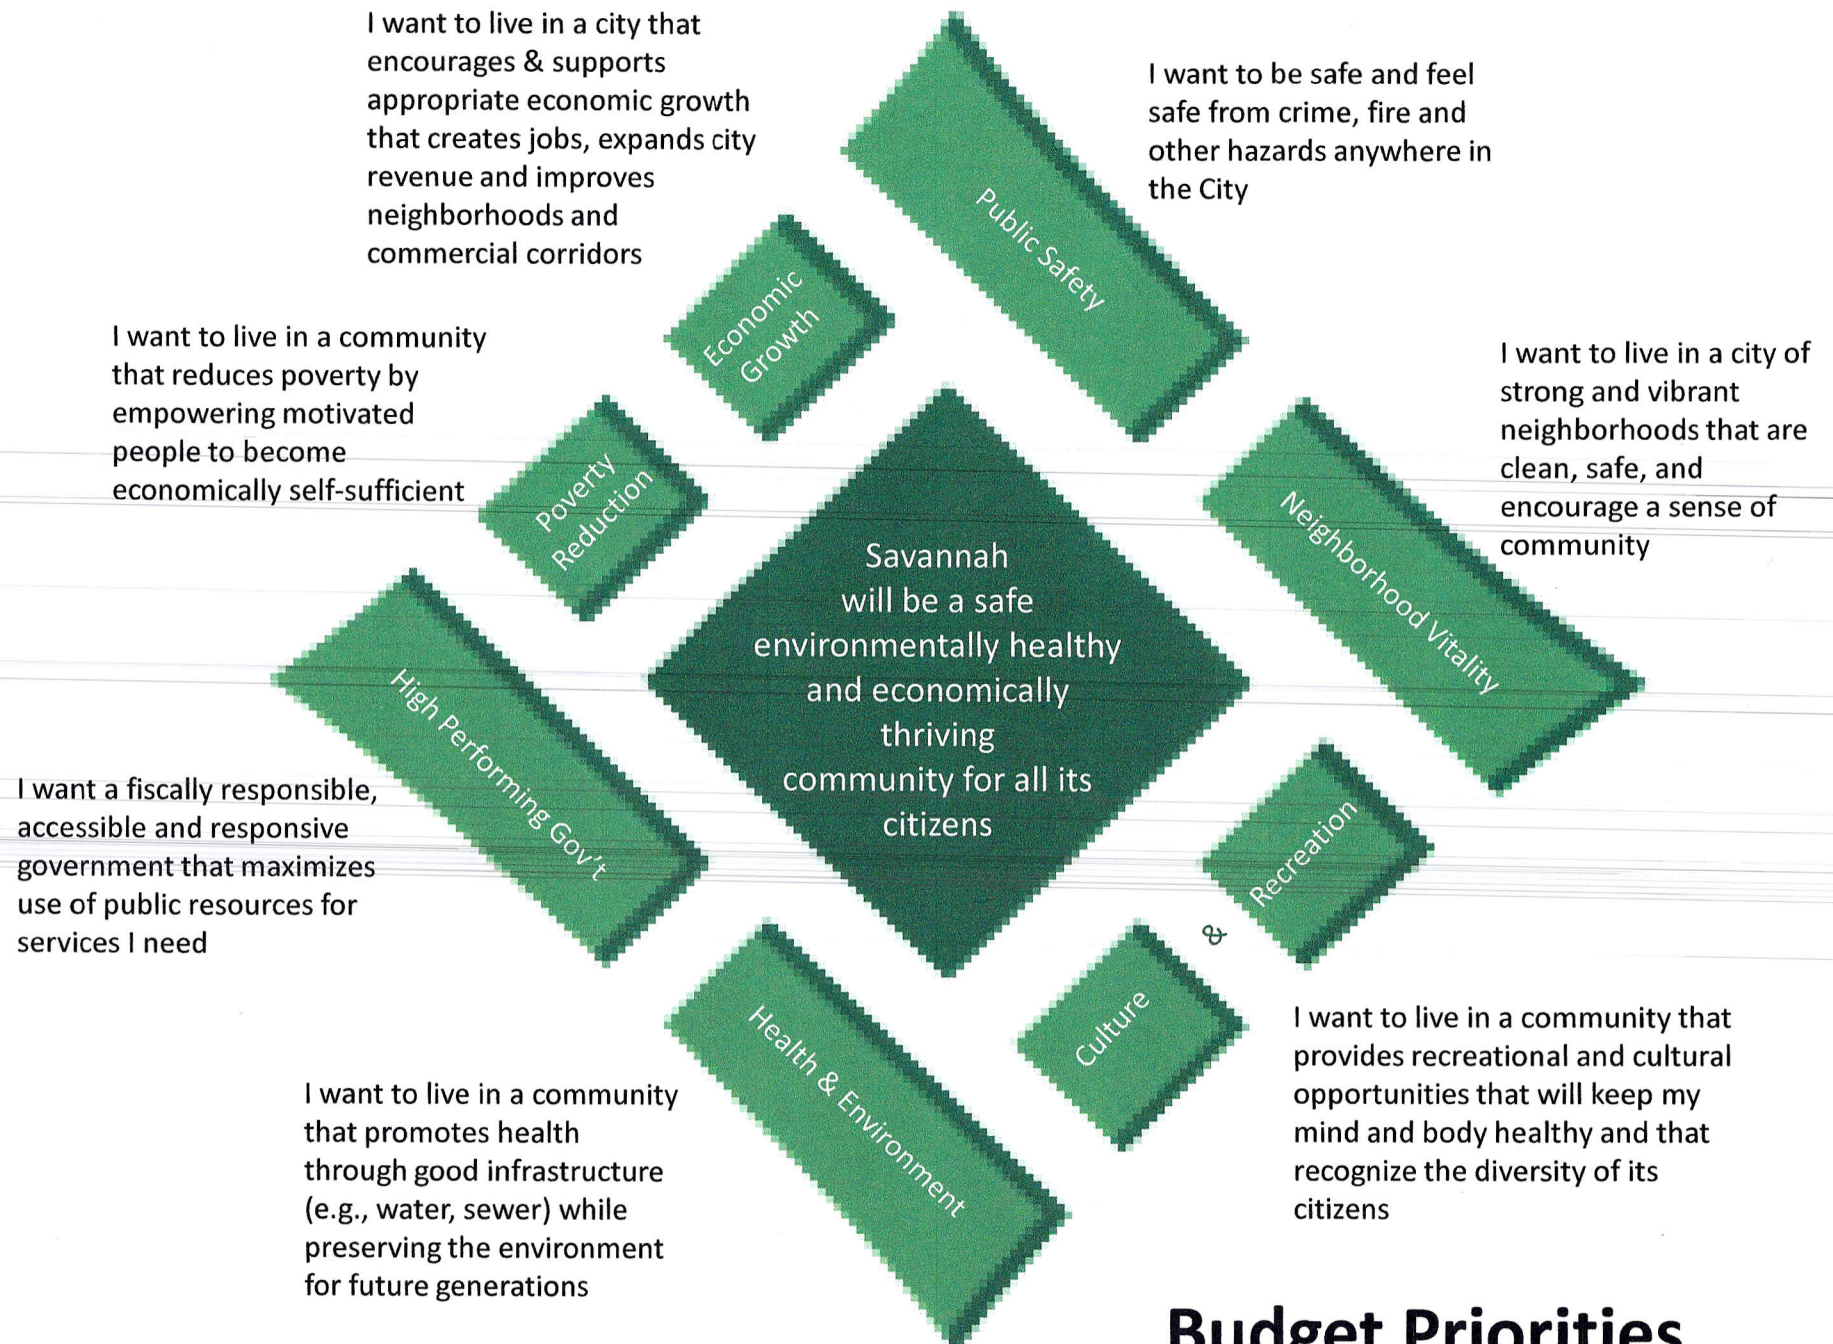 I want to live in a city that
encourages & supports
appropriate economic growth
that creates jobs, expands city
revenue and improves
neighborhoods and
commercial corridors
I want to be safe and feel
safe from crime, fire and
other hazards anywhere in
the City
Public Safety
Economic
Growth
I want to live in a community
that reduces poverty by
empowering motivated
people to become
economically self-sufficient
Poverty
Reduction
I want to live in a city of
strong and vibrant
neighborhoods that are
clean, safe, and
encourage a sense of
community
Neighborhood Vitality
Savannah
will be a safe
environmentally healthy
and economically
thriving
community for all its
citizens
High Performing Gov't
I want a fiscally responsible,
accessible and responsive
government that maximizes
use of public resources for
services I need
Recreation
&
Culture
I want to live in a community that
provides recreational and cultural
opportunities that will keep my
mind and body healthy and that
recognize the diversity of its
citizens
Health & Environment
I want to live in a community
that promotes health
through good infrastructure
(e.g., water, sewer) while
preserving the environment
for future generations
Budget Priorities